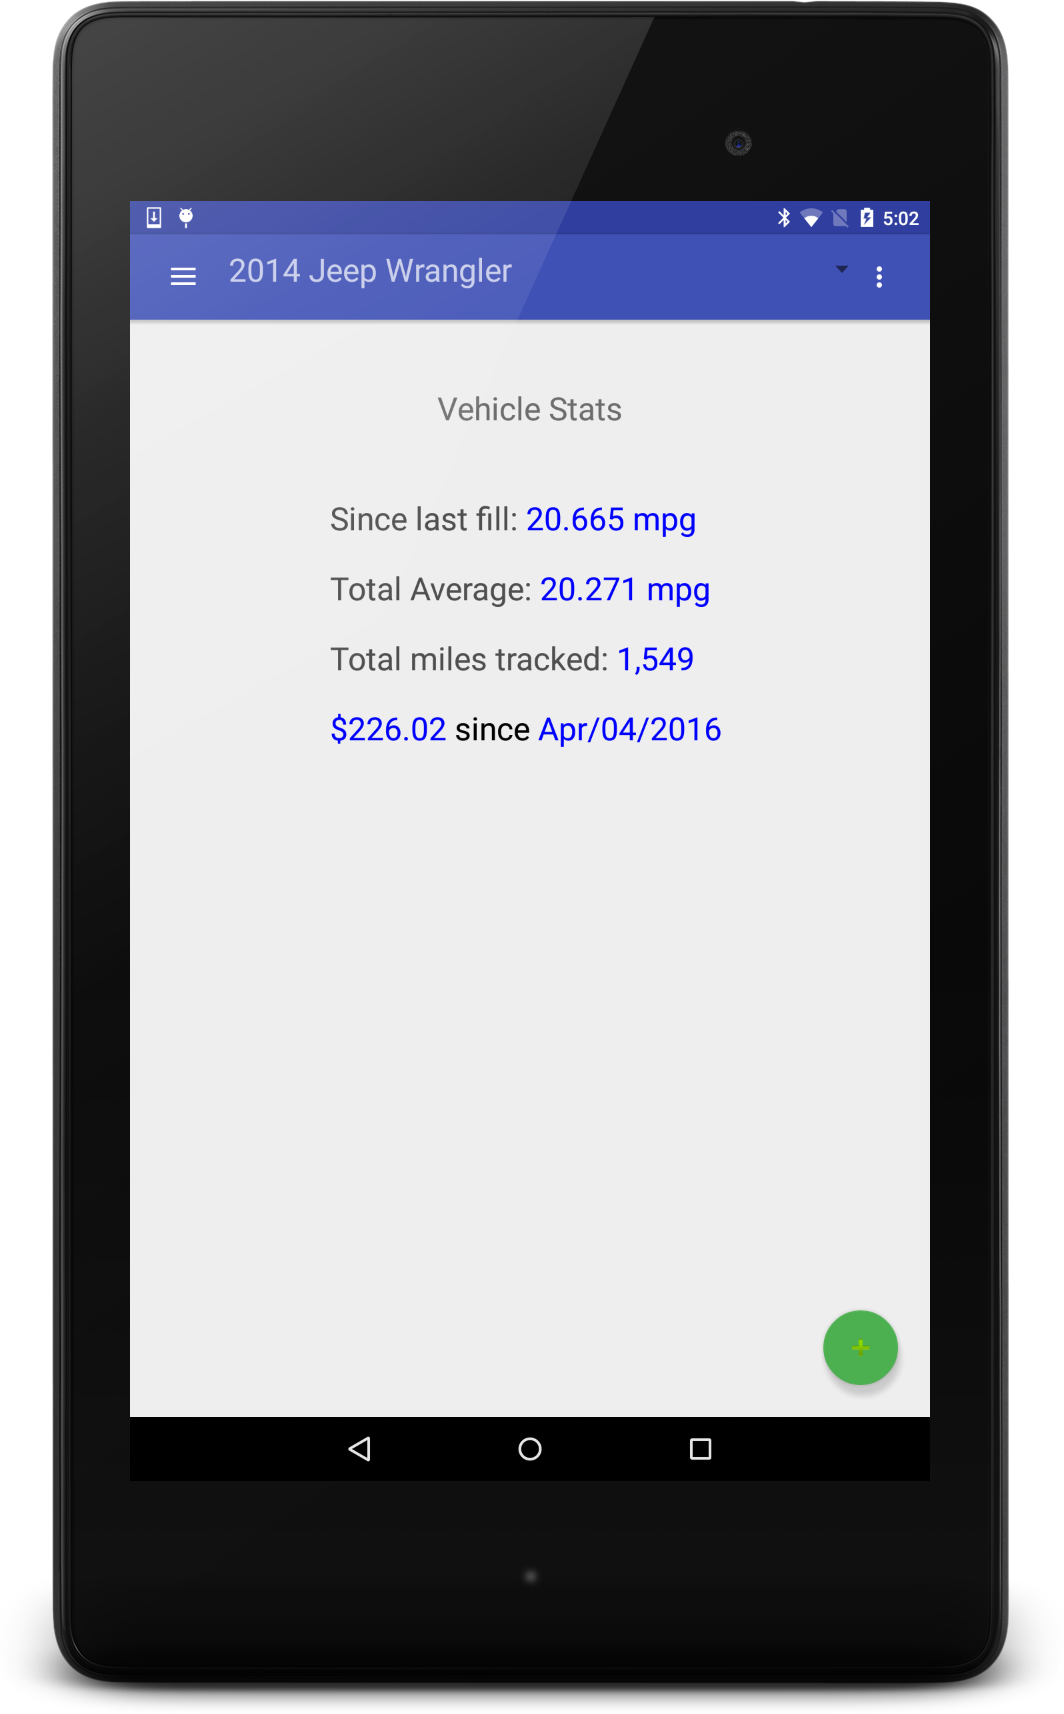 5:02
2014 Jeep Wrangler
Vehicle Stats
Since last fill: 20.665 mpg
Total Average: 20.271 mpg
Total miles tracked: 1,549
$226.02 since Apr/04/2016
+